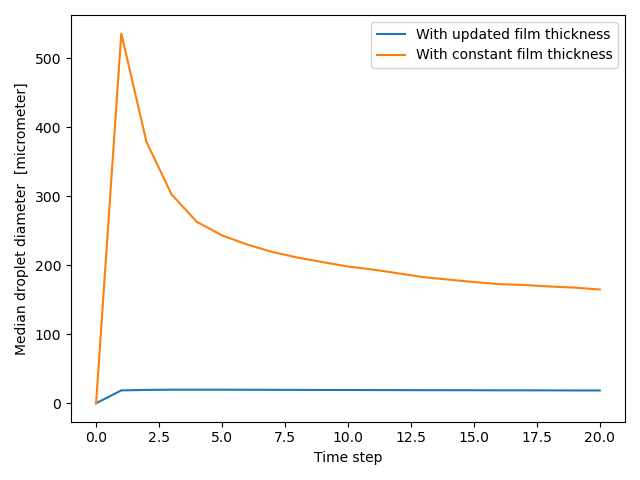 With updated film thickness
With constant film thickness
Median droplet diameter  [micrometer]
500
400
300
200
100
0
0.0 2.5 5.0 7.5 10.0 12.5 15.0 17.5 20.0
Time step